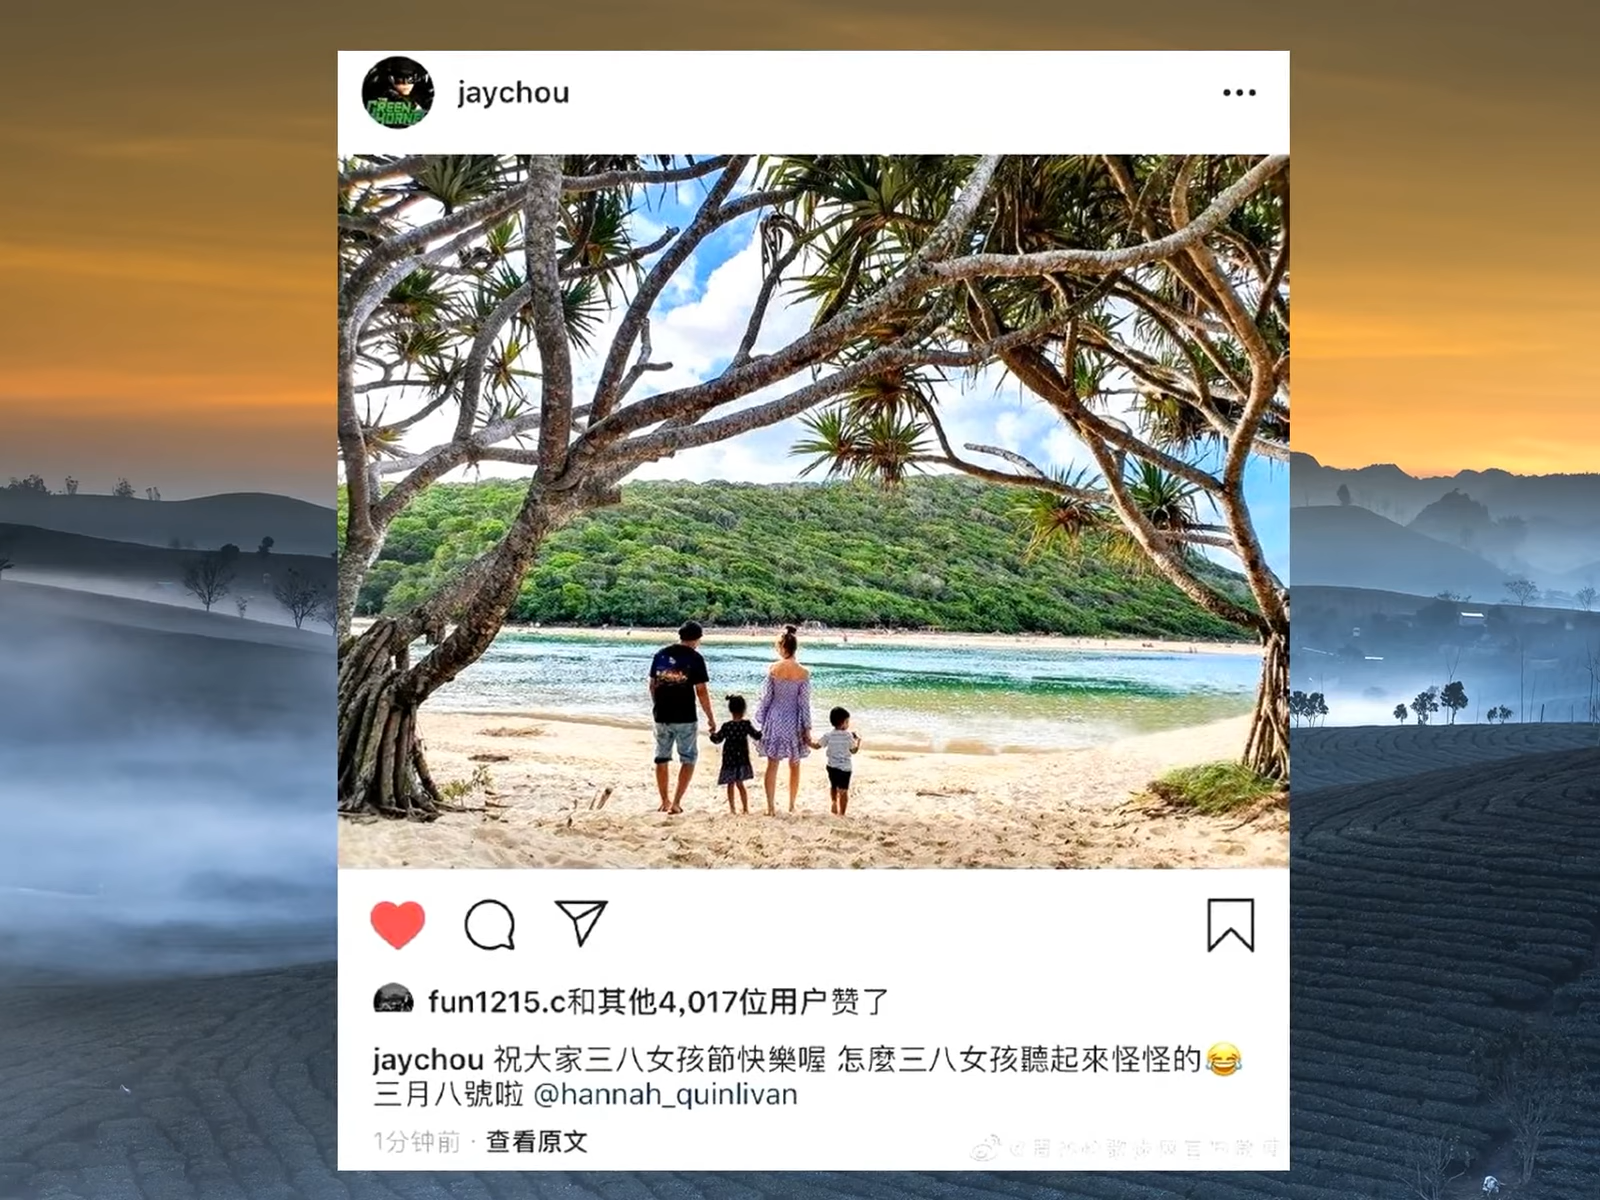 jaychou
GREEN
HORNE
fun1215.c和其他4,017位用户赞了
jaychou 祝大家三八女孩節快樂喔 怎麼三八女孩聽起來怪怪的😂
三月八號啦 @hannah_quinlivan
1分钟前 · 查看原文